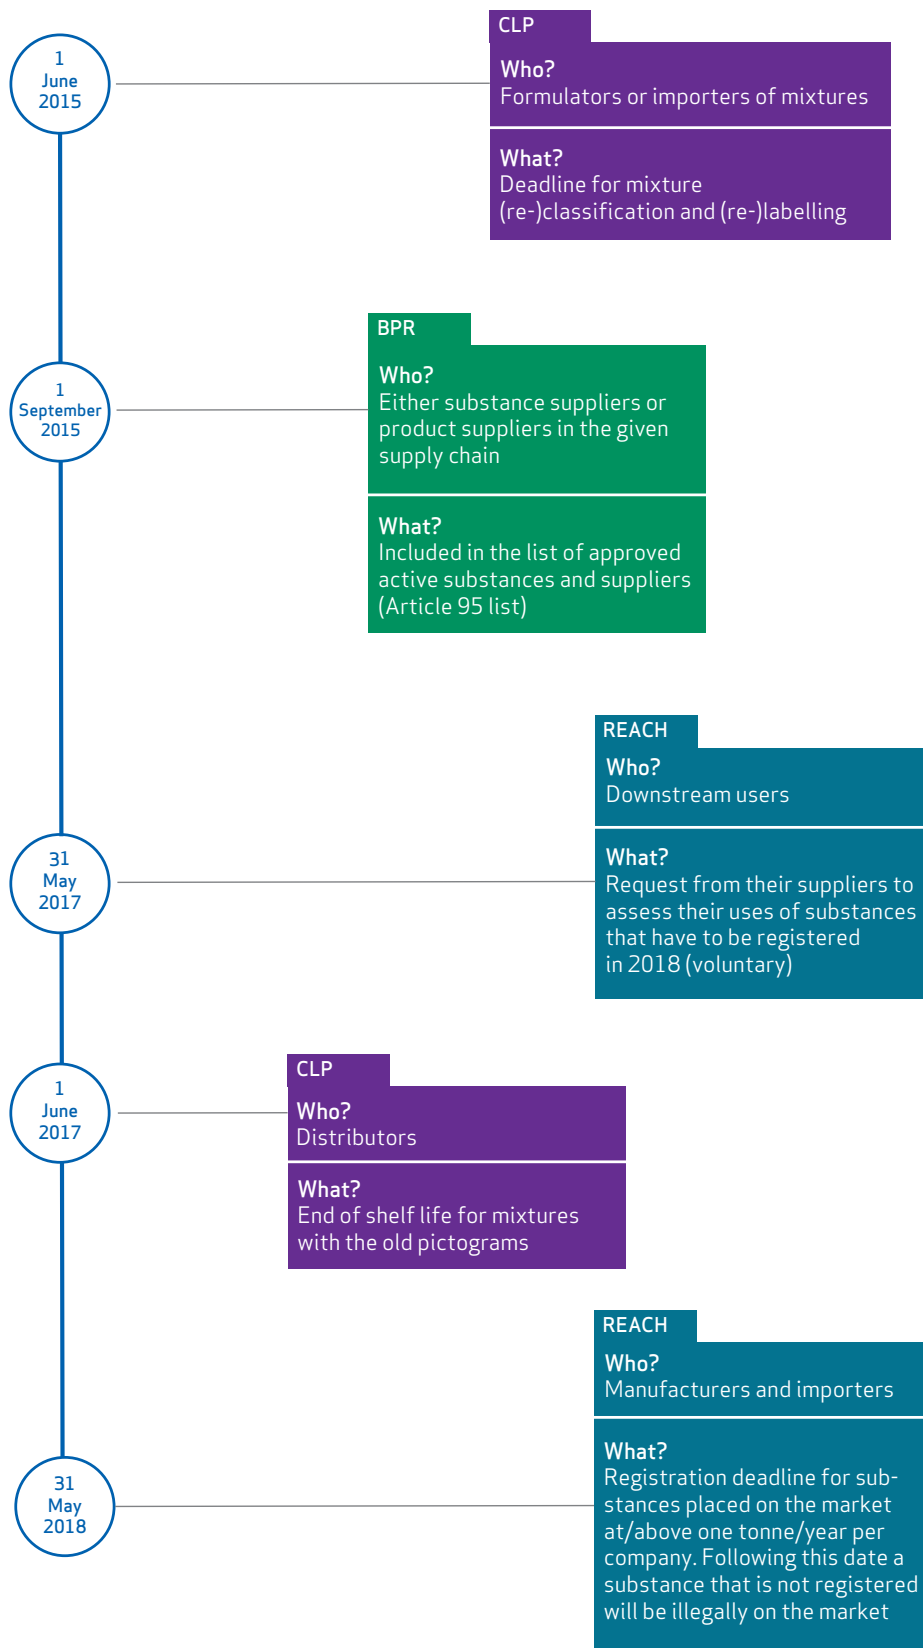 1
June
2015
CLP
Who?
Formulators or importers of mixtures
What?
Deadline for mixture
(re-)classification and (re-)labelling
1
September
2015
BPR
Who?
Either substance suppliers or
product suppliers in the given
supply chain
What?
Included in the list of approved
active substances and suppliers
(Article 95 list)
31
May
2017
REACH
Who?
Downstream users
What?
Request from their suppliers to
assess their uses of substances
that have to be registered
in 2018 (voluntary)
1
June
2017
CLP
Who?
Distributors
What?
End of shelf life for mixtures
with the old pictograms
31
May
2018
REACH
Who?
Manufacturers and importers
What?
Registration deadline for sub-
stances placed on the market
at/above one tonne/year per
company. Following this date a
substance that is not registered
will be illegally on the market